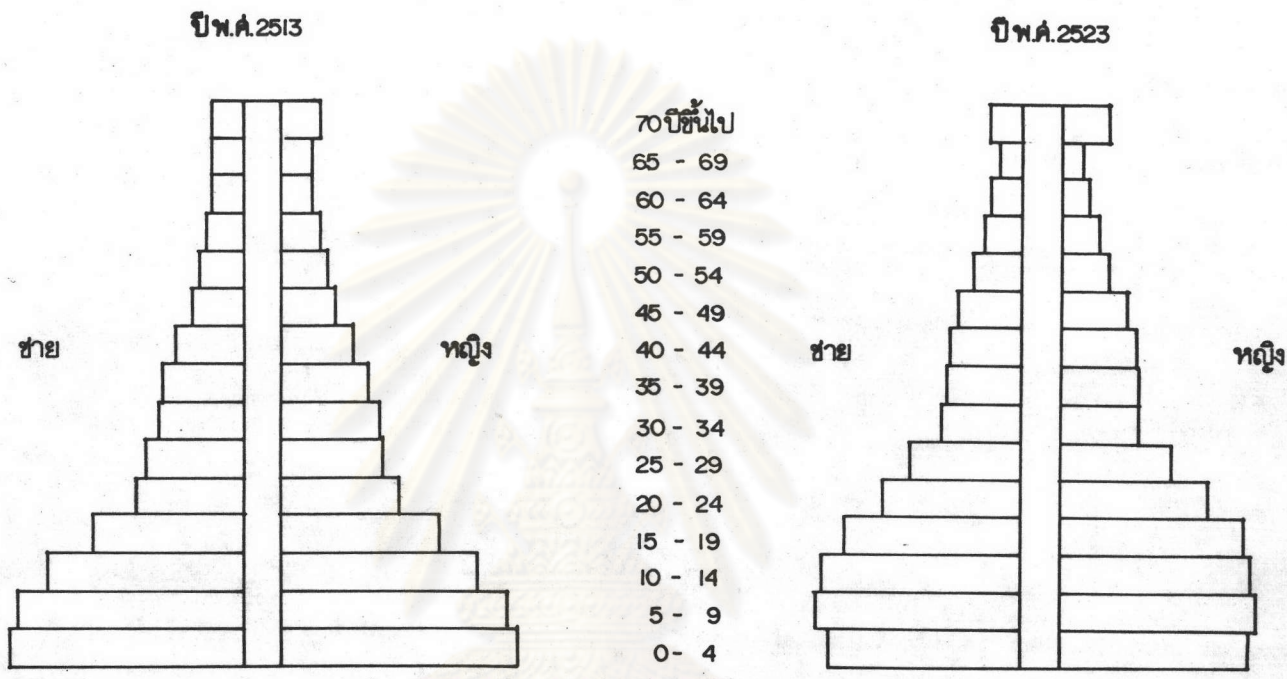 ปี พ.ศ.2513
ปี พ.ศ.2523
70 ปีขึ้นไป
65 - 69
60 - 64
55 - 59
50 - 54
45 - 49
ชาย
หญิง
40 - 44
ชาย
หญิง
35 - 39
30 - 34
25 - 29
20 - 24
15 - 19
10 - 14
5 - 9
0 - 4